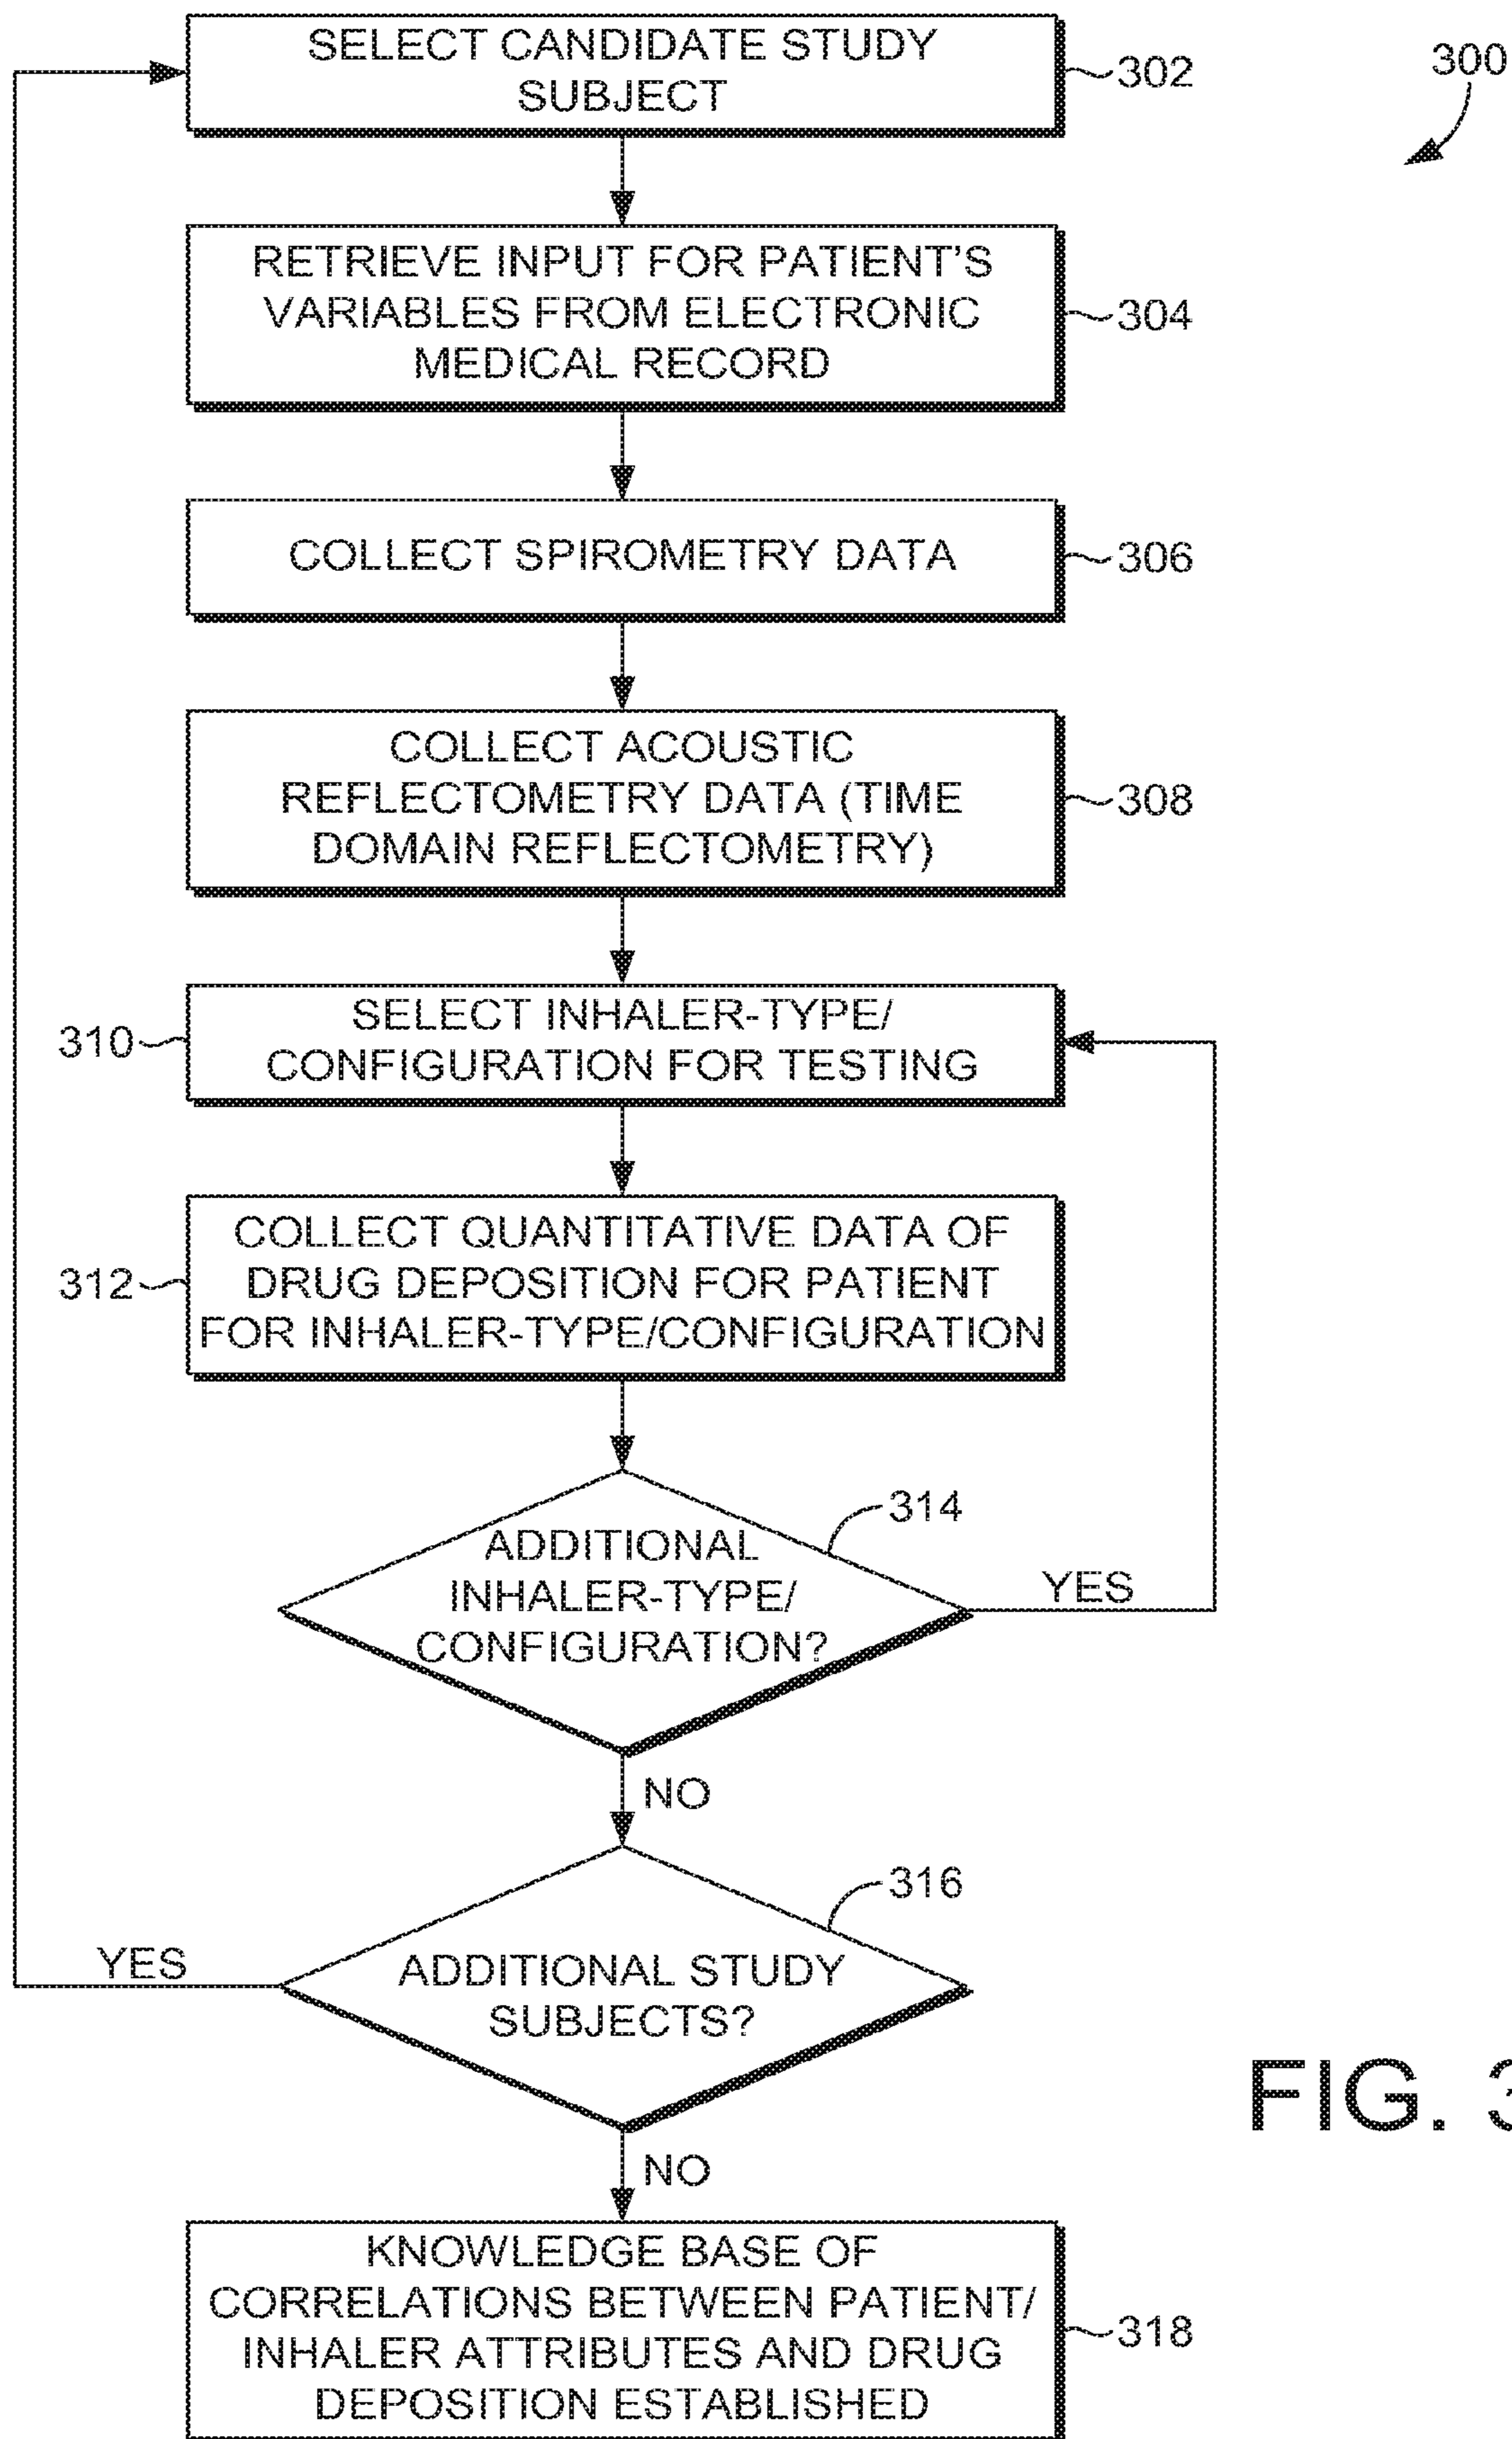 SELECT CANDIDATE STUDY
SUBJECT
302
300
RETRIEVE INPUT FOR PATIENT'S
VARIABLES FROM ELECTRONIC
MEDICAL RECORD
304
COLLECT SPIROMETRY DATA
306
COLLECT ACOUSTIC
REFLECTOMETRY DATA (TIME
DOMAIN REFLECTOMETRY)
308
SELECT INHALER-TYPE/
CONFIGURATION FOR TESTING
310
COLLECT QUANTITATIVE DATA OF
DRUG DEPOSITION FOR PATIENT
FOR INHALER-TYPE/CONFIGURATION
312
ADDITIONAL
INHALER-TYPE/
CONFIGURATION?
314
YES
NO
ADDITIONAL STUDY
SUBJECTS?
316
YES
NO
FIG. 3
KNOWLEDGE BASE OF
CORRELATIONS BETWEEN PATIENT/
INHALER ATTRIBUTES AND DRUG
DEPOSITION ESTABLISHED
318